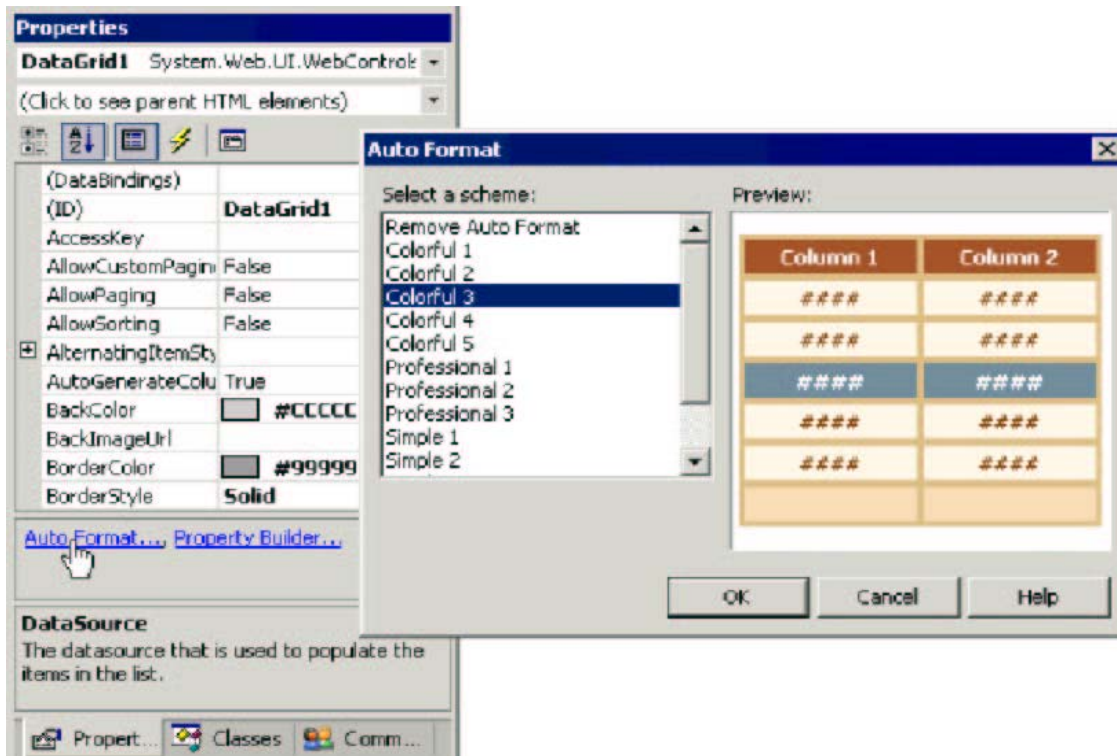 Properties
DataGrid1 System.Web.UI.WebControls
(Click to see parent HTML elements)
(DataBindings)
(ID) DataGrid1
AccessKey
AllowCustomPagin False
AllowPaging False
AllowSorting False
AlternatingItemSty
AutoGenerateColu True
BackColor #CCCCC
BackImageUrl
BorderColor #99999
BorderStyle Solid
Auto Format..., Property Builder...
DataSource
The datasource that is used to populate the
items in the list.
Propert... Classes Comm...
Auto Format
Select a scheme:
Remove Auto Format
Colorful 1
Colorful 2
Colorful 3
Colorful 4
Colorful 5
Professional 1
Professional 2
Professional 3
Simple 1
Simple 2
Preview:
Column 1 Column 2
#### ####
#### ####
#### ####
#### ####
#### ####
OK Cancel Help